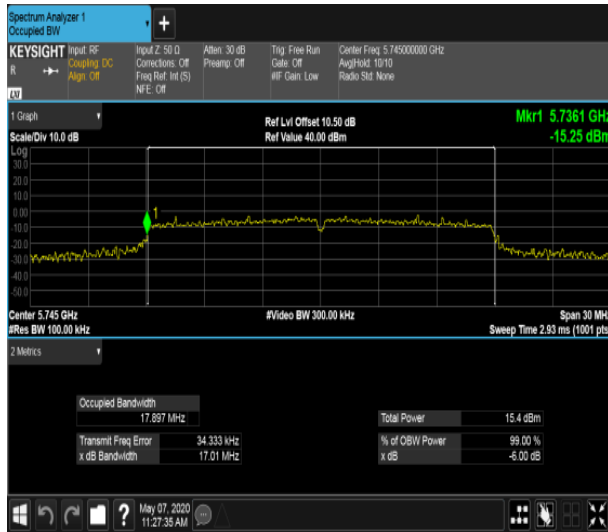 Spectrum Analyzer 1
Occupied BW
+
KEYSIGHT Input: RF Input Z: 50 Ω Atten: 30 dB Trig: Free Run Center Freq: 5.745000000 GHz
R Coupling: DC Corrections: Off Preamp: Off Gate: Off Avg|Hold: 10/10
Align: Off Freq Ref: Int (S) #IF Gain: Low Radio Std: None
LXI NFE: Off
1 Graph Ref Lvl Offset 10.50 dB Mkr1 5.7361 GHz
Scale/Div 10.0 dB Ref Value 40.00 dBm -15.25 dBm
Log
30.0
20.0
10.0
0.00
1
-10.0
-20.0
-30.0
-40.0
-50.0
Center 5.745 GHz #Video BW 300.00 kHz Span 30 MHz
#Res BW 100.00 kHz Sweep Time 2.93 ms (1001 pts)
2 Metrics
Occupied Bandwidth
17.897 MHz Total Power 15.4 dBm
Transmit Freq Error 34.333 kHz % of OBW Power 99.00 %
x dB Bandwidth 17.01 MHz x dB -6.00 dB
? May 07, 2020
11:27:35 AM